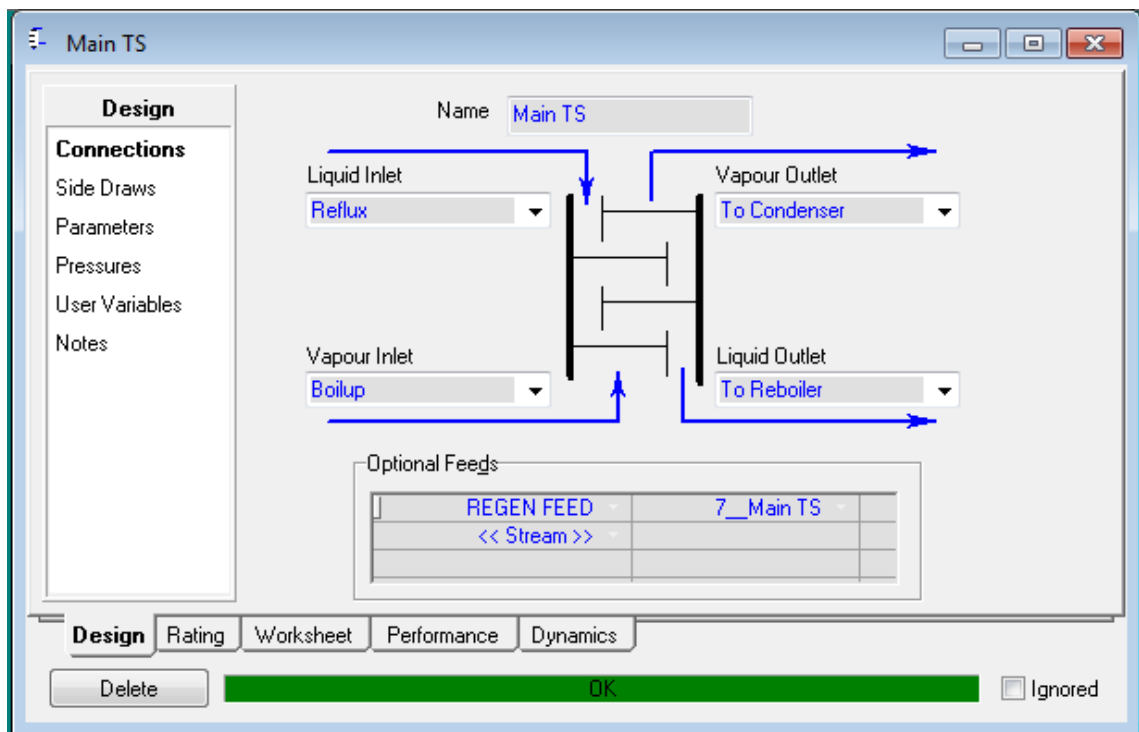 Main TS
Design
Connections
Side Draws
Parameters
Pressures
User Variables
Notes
Name Main TS
Liquid Inlet
Reflux
Vapour Outlet
To Condenser
Vapour Inlet
Boilup
Liquid Outlet
To Reboiler
Optional Feeds
REGEN FEED 7__Main TS
<< Stream >>
Design Rating Worksheet Performance Dynamics
Delete OK Ignored